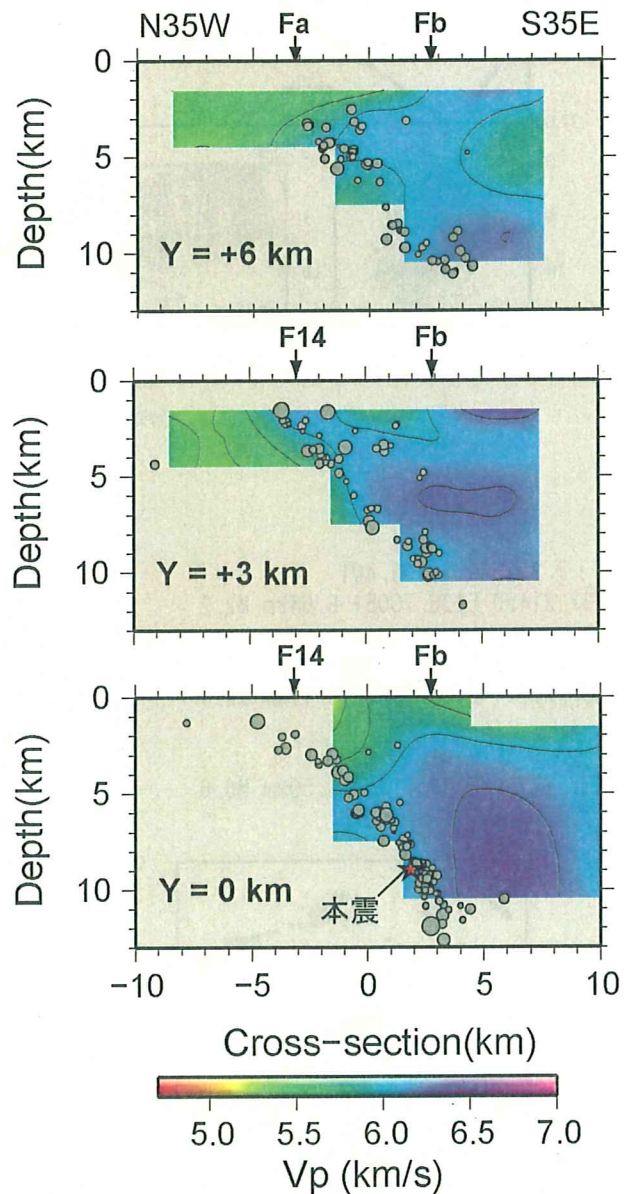 N35W Fa Fb S35E
0
5
10
Depth(km)
Y = +6 km
F14 Fb
0
5
10
Depth(km)
Y = +3 km
F14 Fb
0
5
10
Depth(km)
Y = 0 km
本震
−10 −5 0 5 10
Cross−section(km)
5.0 5.5 6.0 6.5 7.0
Vp (km/s)